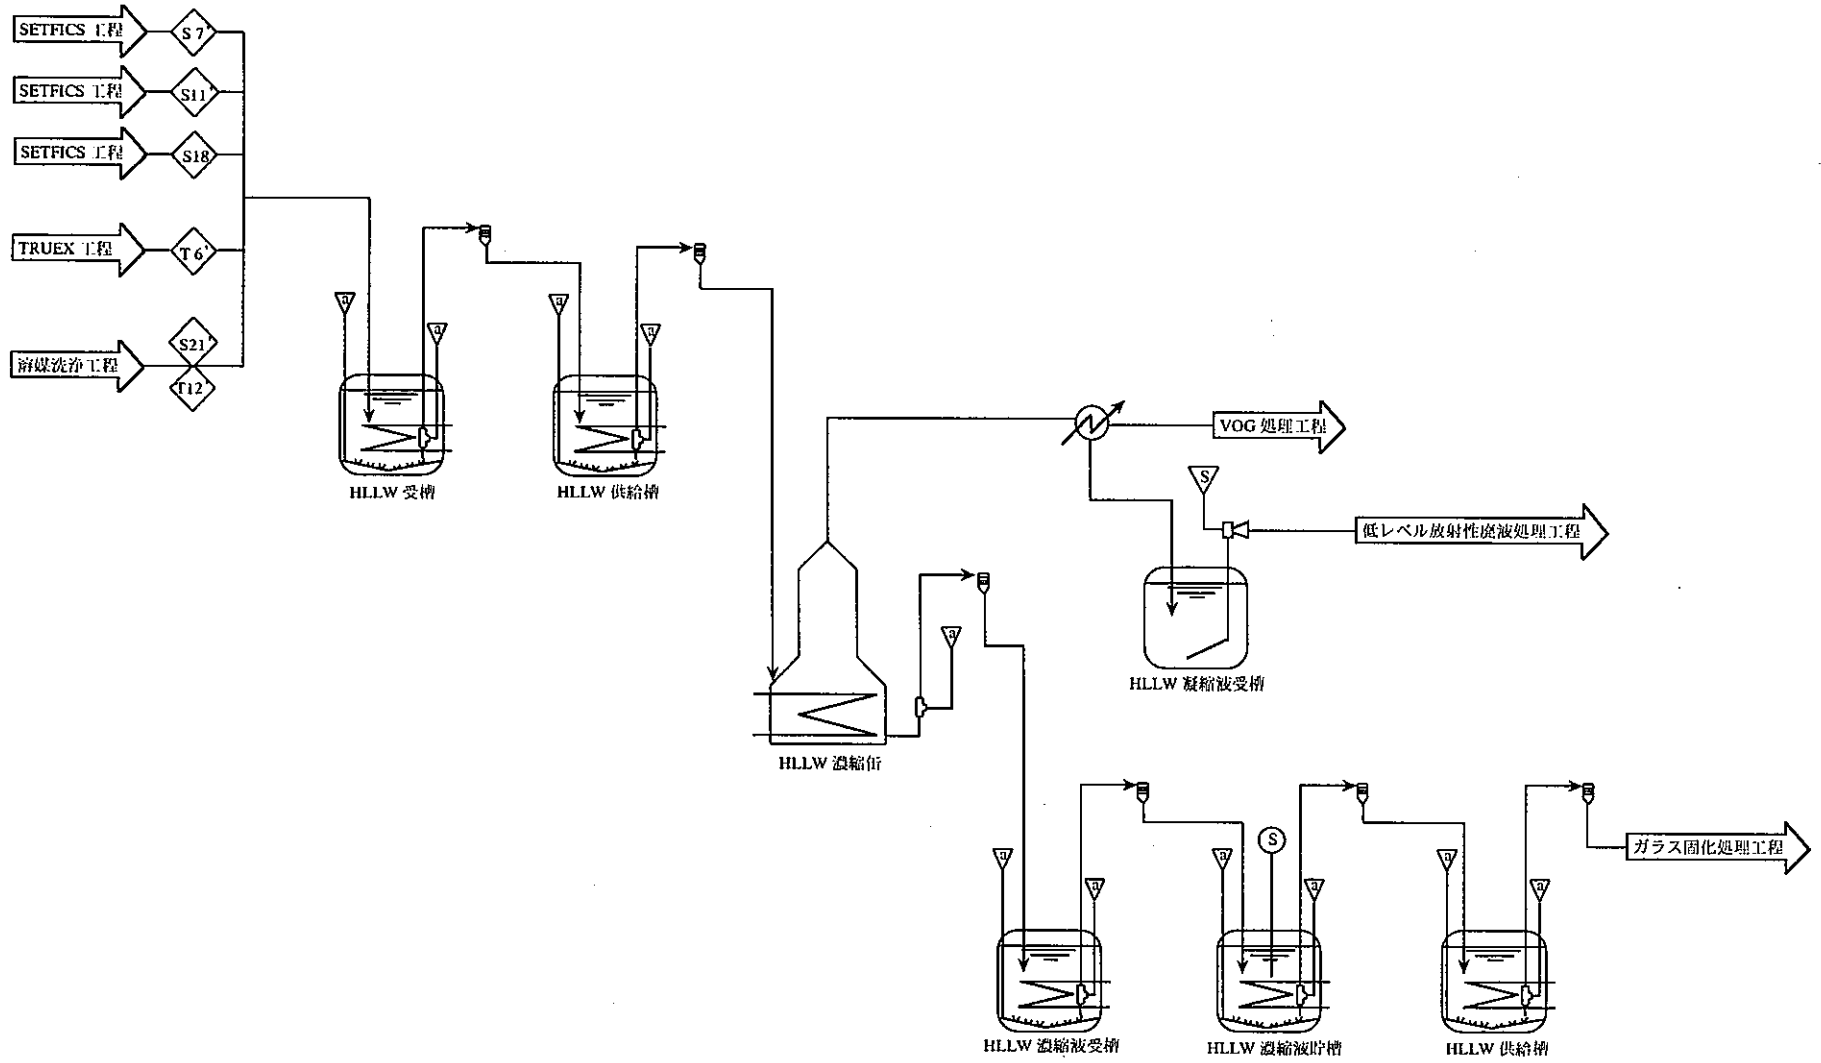 SETFICS 工程
S 7'
SETFICS 工程
S11'
SETFICS 工程
S18
TRUEX 工程
T 6'
溶媒洗浄工程
S21'
T12'
a
a
a
a
HLLW 受槽
HLLW 供給槽
VOG 処理工程
S
低レベル放射性廃液処理工程
HLLW 凝縮液受槽
a
HLLW 濃縮缶
a
a
a
S
a
a
a
ガラス固化処理工程
HLLW 濃縮液受槽
HLLW 濃縮液貯槽
HLLW 供給槽